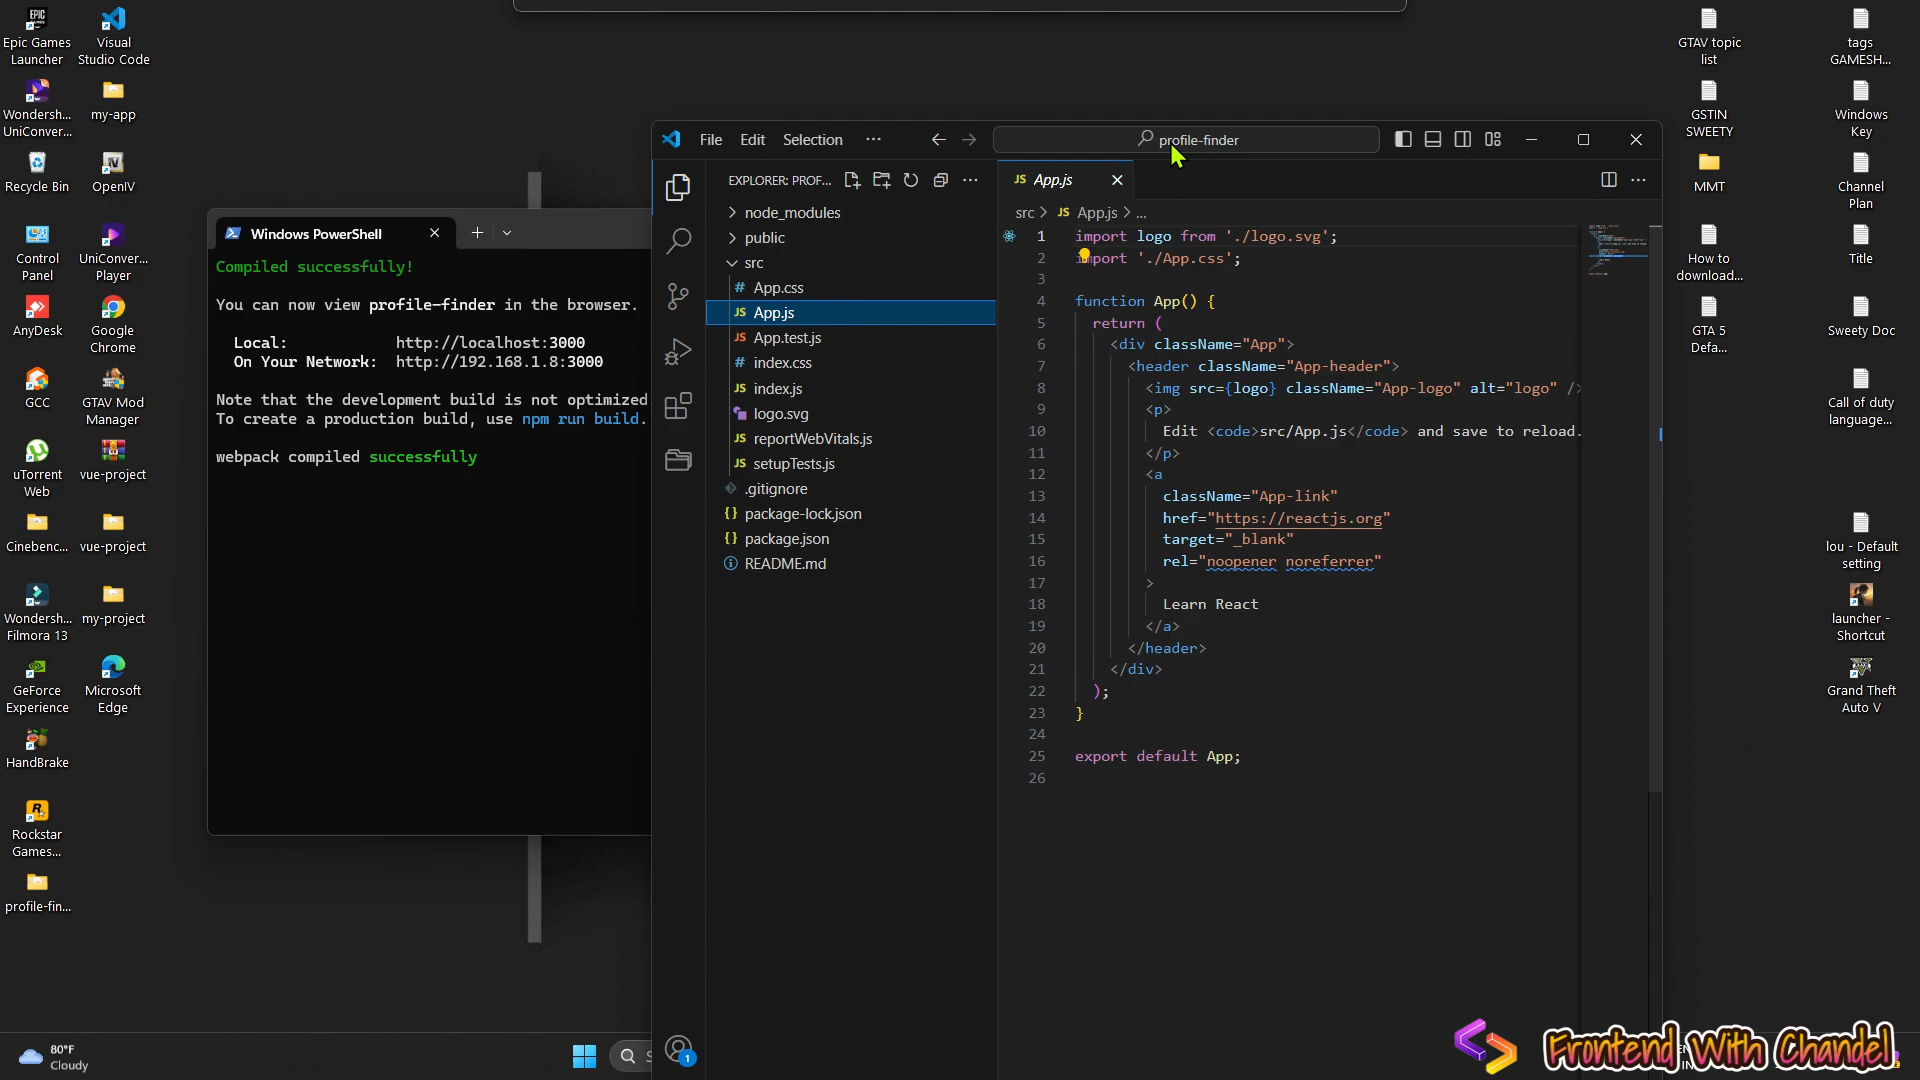 Epic Games
Launcher
Visual
Studio Code
Wondersh...
UniConver...
my-app
Recycle Bin
OpenIV
Control
Panel
UniConver...
Player
AnyDesk
Google
Chrome
GCC
GTAV Mod
Manager
uTorrent
Web
vue-project
Cinebenc...
vue-project
Wondersh...
Filmora 13
my-project
GeForce
Experience
Microsoft
Edge
HandBrake
Rockstar
Games...
profile-fin...
80°F
Cloudy
Windows PowerShell
Compiled successfully!
You can now view profile-finder in the browser.
Local: http://localhost:3000
On Your Network: http://192.168.1.8:3000
Note that the development build is not optimized
To create a production build, use npm run build.
webpack compiled successfully
File Edit Selection ··· profile-finder
EXPLORER: PROF... ···
node_modules
public
src
# App.css
JS App.js
JS App.test.js
# index.css
JS index.js
logo.svg
JS reportWebVitals.js
JS setupTests.js
.gitignore
{} package-lock.json
{} package.json
README.md
1
JS App.js
src > JS App.js > ...
1 import logo from './logo.svg';
2 import './App.css';
3
4 function App() {
5 return (
6 <div className="App">
7 <header className="App-header">
8 <img src={logo} className="App-logo" alt="logo" />
9 <p>
10 Edit <code>src/App.js</code> and save to reload.
11 </p>
12 <a
13 className="App-link"
14 href="https://reactjs.org"
15 target="_blank"
16 rel="noopener noreferrer"
17 >
18 Learn React
19 </a>
20 </header>
21 </div>
22 );
23 }
24
25 export default App;
26
GTAV topic
list
tags
GAMESH...
GSTIN
SWEETY
Windows
Key
MMT
Channel
Plan
How to
download...
Title
GTA 5
Defa...
Sweety Doc
Call of duty
language...
lou - Default
setting
launcher -
Shortcut
Grand Theft
Auto V
Frontend With Chandel